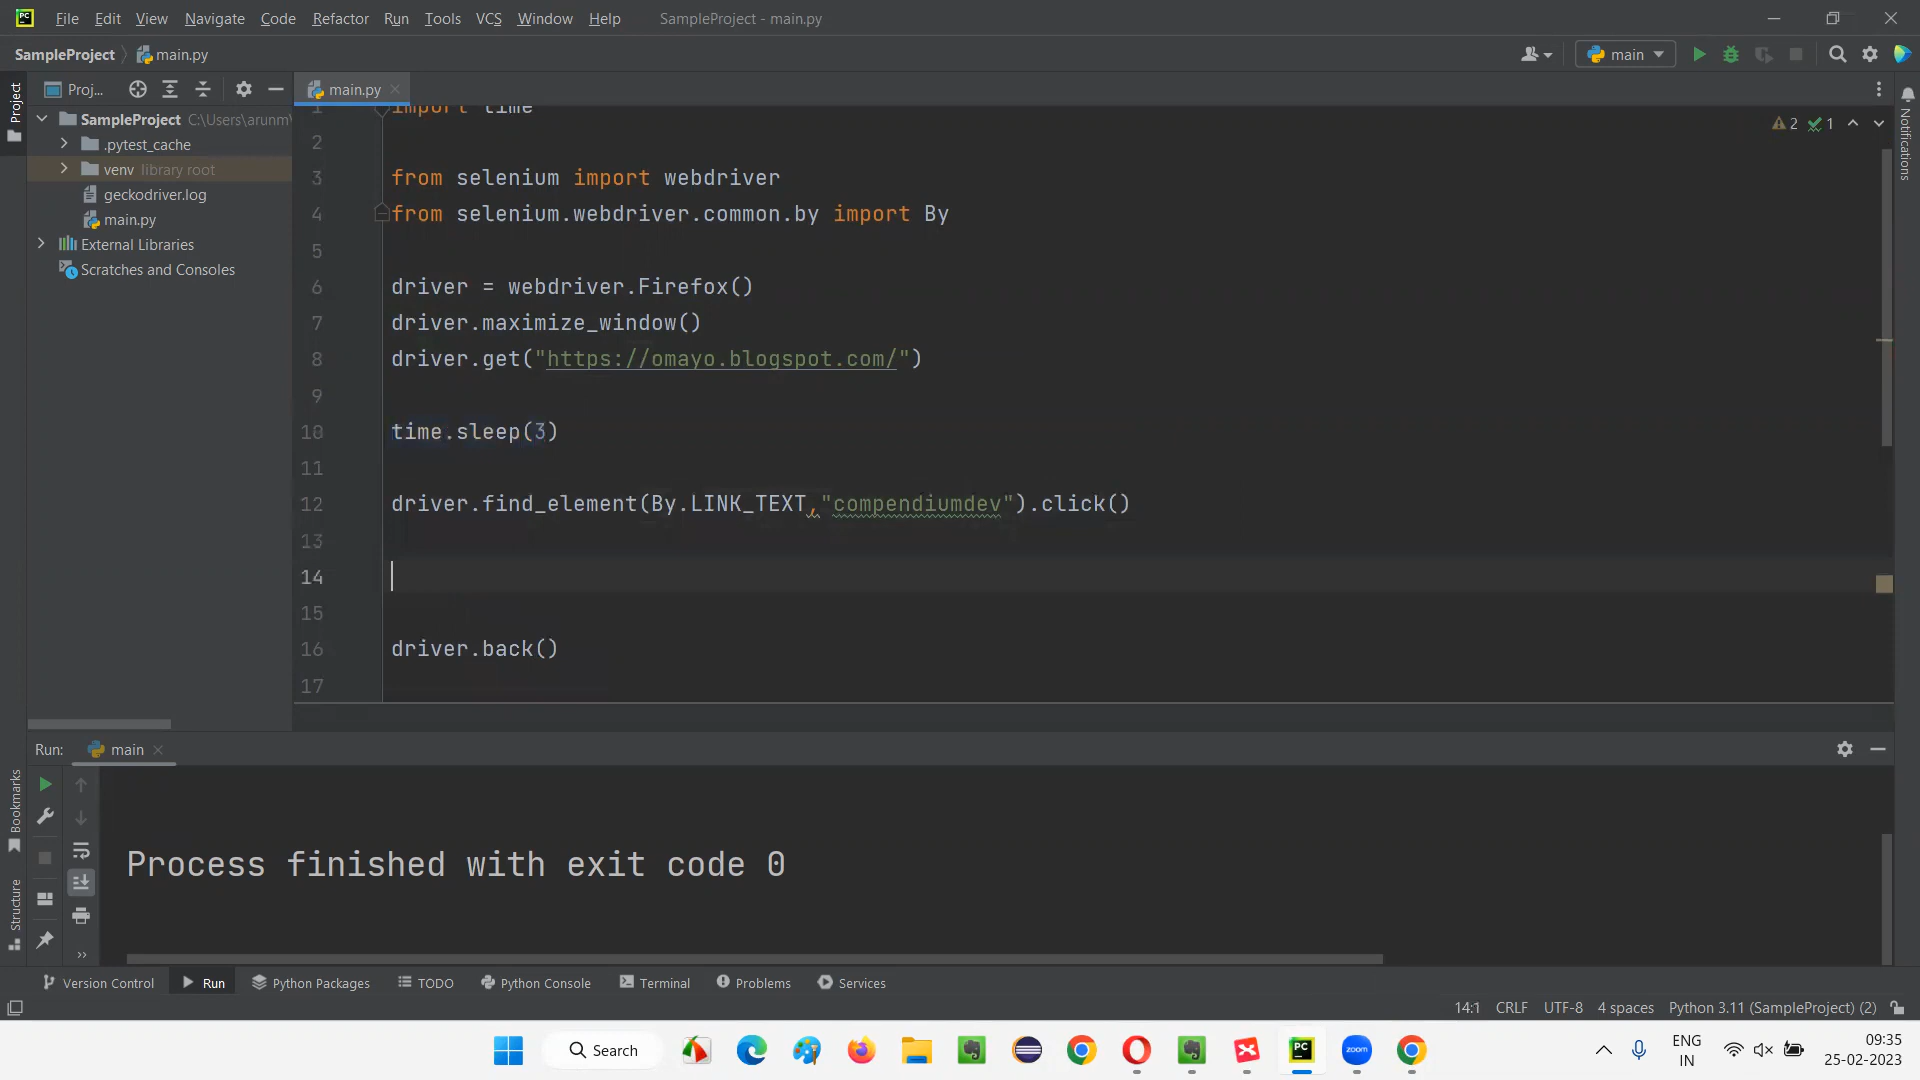 File Edit View Navigate Code Refactor Run Tools VCS Window Help SampleProject - main.py
SampleProject main.py
main
Proj...
main.py
Project
SampleProject C:\Users\arunm\
.pytest_cache
venv library root
geckodriver.log
main.py
External Libraries
Scratches and Consoles
2 1
Notifications
1 import time
2
3 from selenium import webdriver
4 from selenium.webdriver.common.by import By
5
6 driver = webdriver.Firefox()
7 driver.maximize_window()
8 driver.get("https://omayo.blogspot.com/")
9
10 time.sleep(3)
11
12 driver.find_element(By.LINK_TEXT,"compendiumdev").click()
13
14
15
16 driver.back()
17
Run: main
Bookmarks
Structure
Process finished with exit code 0
Version Control Run Python Packages TODO Python Console Terminal Problems Services
14:1 CRLF UTF-8 4 spaces Python 3.11 (SampleProject) (2)
Search
zoom
ENG
IN
09:35
25-02-2023